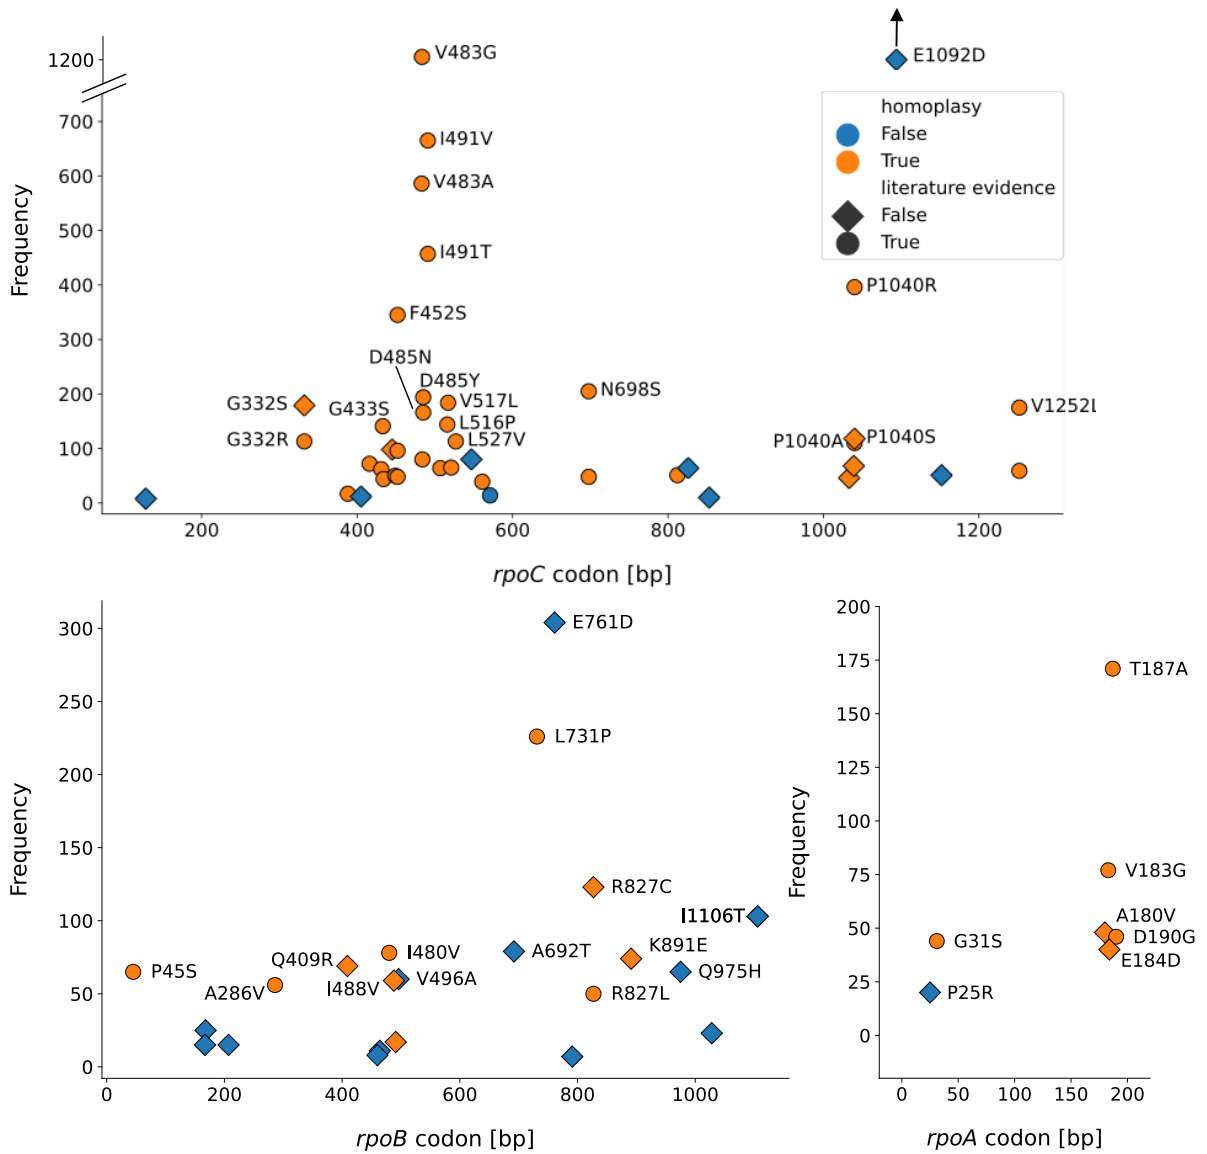 1200
V483G
E1092D
700
I491V
600
V483A
500
I491T
400
P1040R
F452S
300
D485N
200
D485Y
G332S
G433S
V517L
N698S
V1252L
L516P
100
G332R
L527V
P1040A
P1040S
0
Frequency
homoplasy
False
True
literature evidence
False
True
200
400
600
800
1000
1200
rpoC codon [bp]
300
E761D
250
L731P
200
150
R827C
I1106T
100
Q409R
I480V
A692T
K891E
P45S
A286V
I488V
V496A
Q975H
50
R827L
0
Frequency
0
200
400
600
800
1000
rpoB codon [bp]
200
175
T187A
150
125
100
75
V183G
A180V
50
G31S
D190G
E184D
25
P25R
0
Frequency
0
50
100
150
200
rpoA codon [bp]